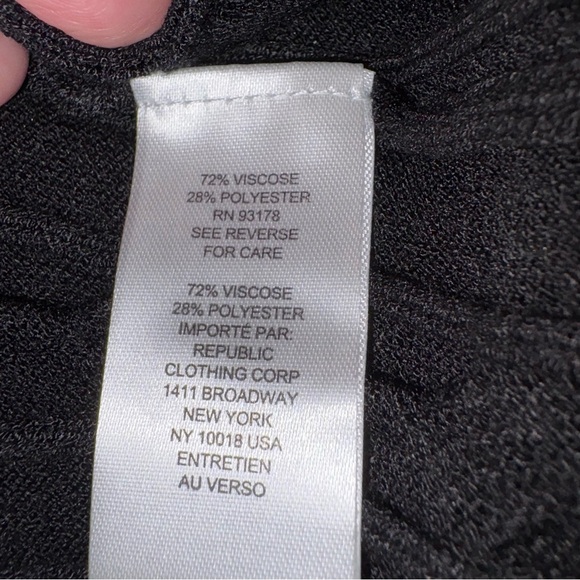 72% VISCOSE
28% POLYESTER
RN 93178
SEE REVERSE
FOR CARE
72% VISCOSE
28% POLYESTER
IMPORTÉ PAR:
REPUBLIC
CLOTHING CORP
1411 BROADWAY
NEW YORK
NY 10018 USA
ENTRETIEN
AU VERSO